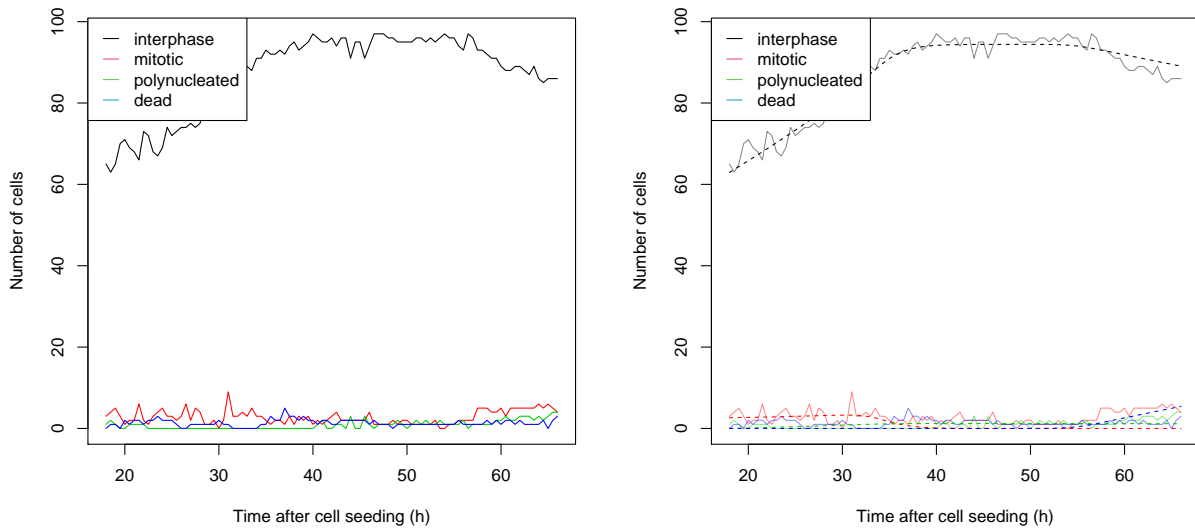 interphase
mitotic
polynucleated
dead
Number of cells
100
80
60
40
20
0
20
30
40
50
60
Time after cell seeding (h)
interphase
mitotic
polynucleated
dead
Number of cells
100
80
60
40
20
0
20
30
40
50
60
Time after cell seeding (h)